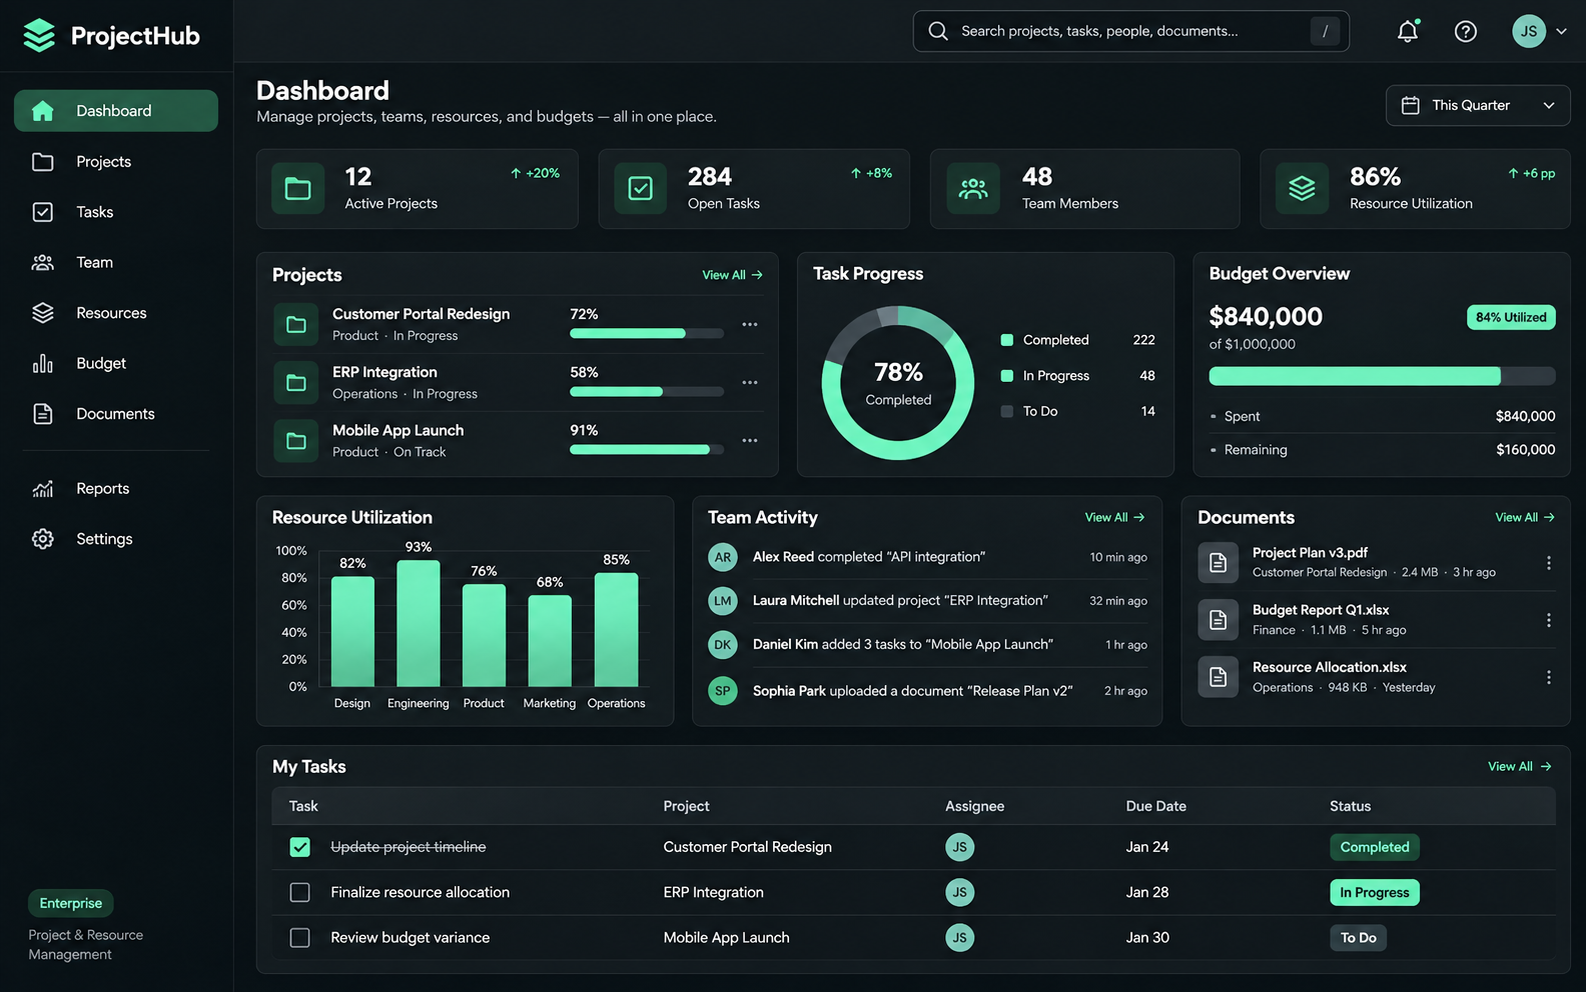 ProjectHub
Search projects, tasks, people, documents...
/
JS
Dashboard
Projects
Tasks
Team
Resources
Budget
Documents
Reports
Settings
Enterprise
Project & Resource
Management
Dashboard
Manage projects, teams, resources, and budgets — all in one place.
This Quarter
12
↑ +20%
Active Projects
284
↑ +8%
Open Tasks
48
Team Members
86%
↑ +6 pp
Resource Utilization
Projects
View All →
Customer Portal Redesign
72%
Product · In Progress
ERP Integration
58%
Operations · In Progress
Mobile App Launch
91%
Product · On Track
Task Progress
78%
Completed
Completed 222
In Progress 48
To Do 14
Budget Overview
$840,000
84% Utilized
of $1,000,000
Spent $840,000
Remaining $160,000
Resource Utilization
100%
80%
60%
40%
20%
0%
82%
93%
76%
68%
85%
Design Engineering Product Marketing Operations
Team Activity
View All →
AR Alex Reed completed “API integration” 10 min ago
LM Laura Mitchell updated project “ERP Integration” 32 min ago
DK Daniel Kim added 3 tasks to “Mobile App Launch” 1 hr ago
SP Sophia Park uploaded a document “Release Plan v2” 2 hr ago
Documents
View All →
Project Plan v3.pdf
Customer Portal Redesign · 2.4 MB · 3 hr ago
Budget Report Q1.xlsx
Finance · 1.1 MB · 5 hr ago
Resource Allocation.xlsx
Operations · 948 KB · Yesterday
My Tasks
View All →
Task Project Assignee Due Date Status
Update project timeline Customer Portal Redesign JS Jan 24 Completed
Finalize resource allocation ERP Integration JS Jan 28 In Progress
Review budget variance Mobile App Launch JS Jan 30 To Do